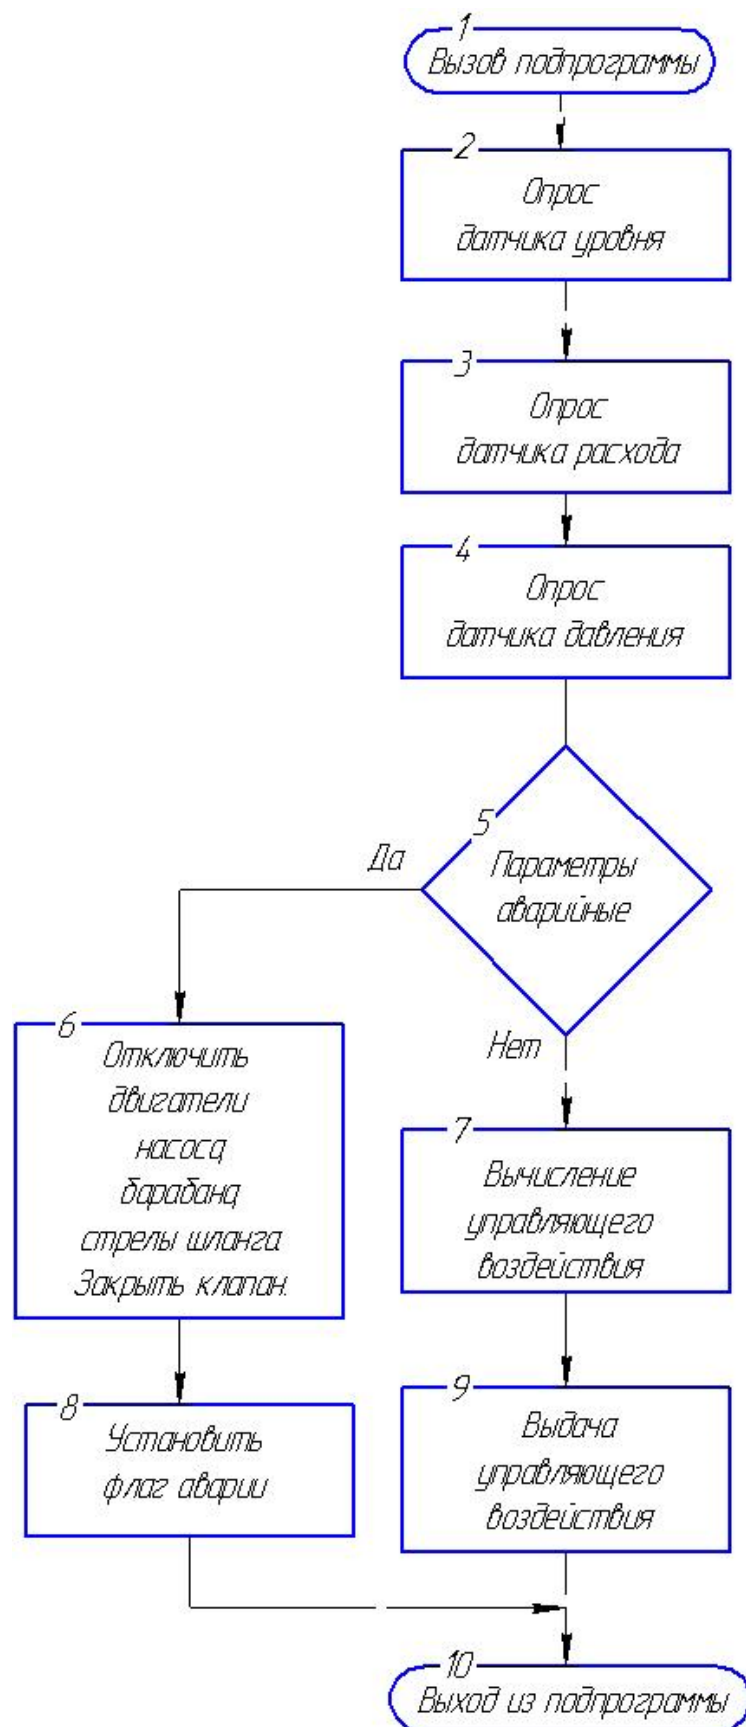 1
Вызов подпрограммы
2
Опрос
датчика уровня
3
Опрос
датчика расхода
4
Опрос
датчика давления
5
Параметры
аварийные
Да
Нет
6
Отключить
двигатели
насоса,
барабана,
стрелы шланга
Закрыть клапан.
7
Вычисление
управляющего
воздействия
8
Установить
флаг аварии
9
Выдача
управляющего
воздействия
10
Выход из подпрограммы